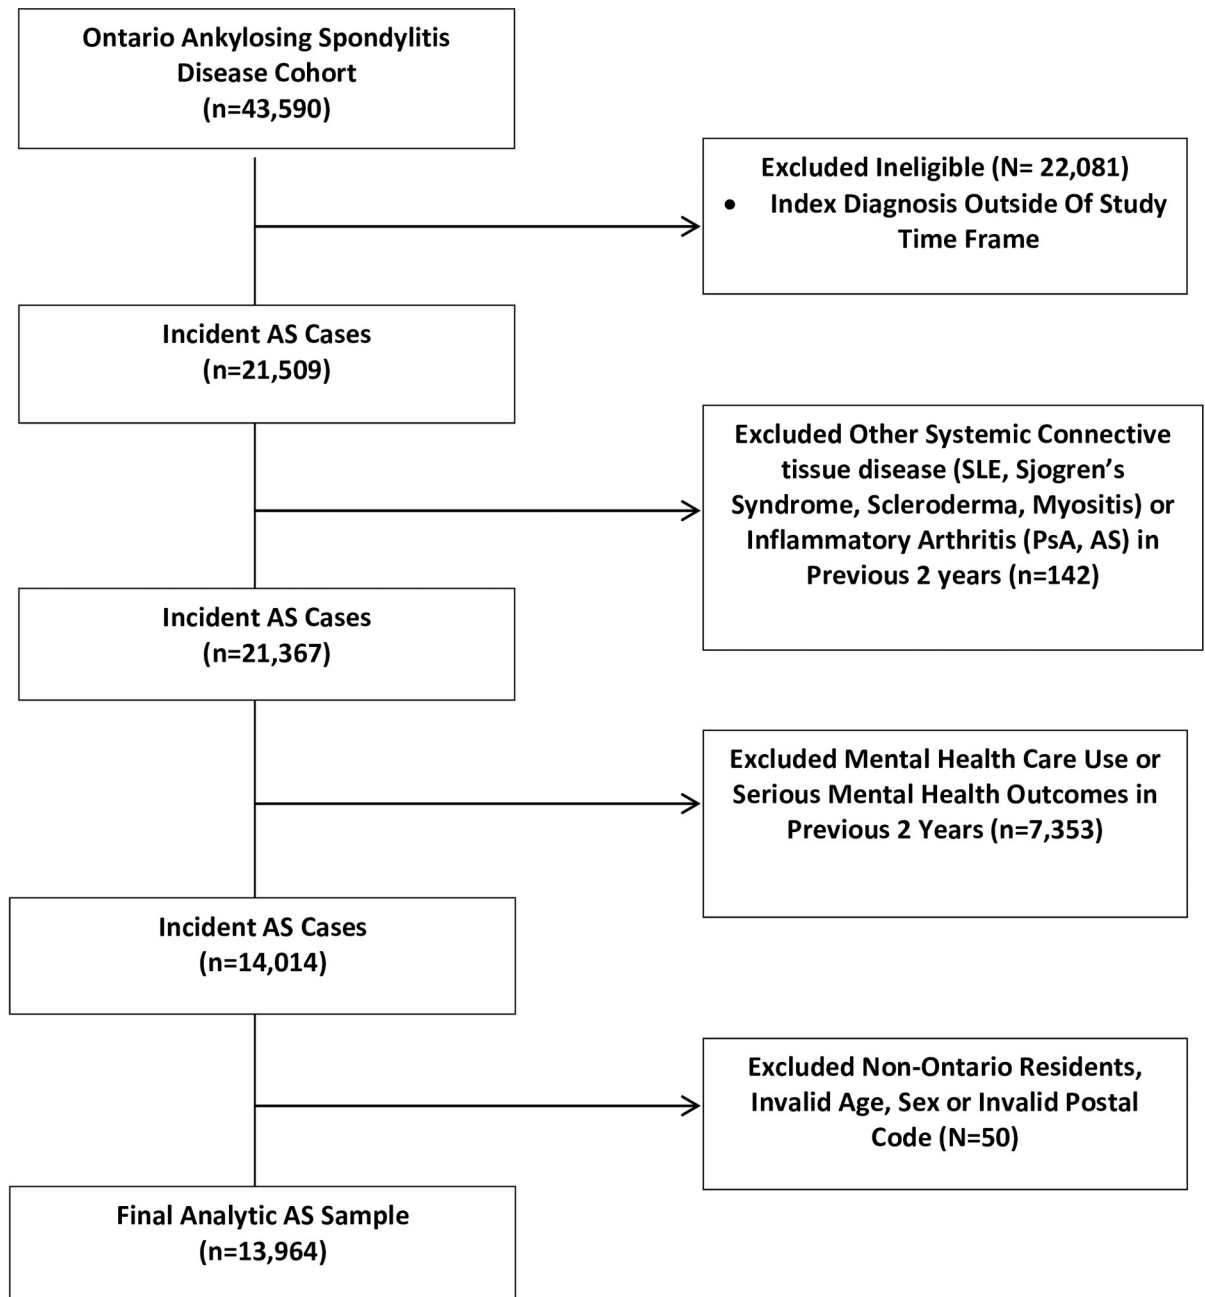 Ontario Ankylosing Spondylitis
Disease Cohort
(n=43,590)
Excluded Ineligible (N= 22,081)
• Index Diagnosis Outside Of Study
Time Frame
Incident AS Cases
(n=21,509)
Excluded Other Systemic Connective
tissue disease (SLE, Sjogren’s
Syndrome, Scleroderma, Myositis) or
Inflammatory Arthritis (PsA, AS) in
Previous 2 years (n=142)
Incident AS Cases
(n=21,367)
Excluded Mental Health Care Use or
Serious Mental Health Outcomes in
Previous 2 Years (n=7,353)
Incident AS Cases
(n=14,014)
Excluded Non-Ontario Residents,
Invalid Age, Sex or Invalid Postal
Code (N=50)
Final Analytic AS Sample
(n=13,964)